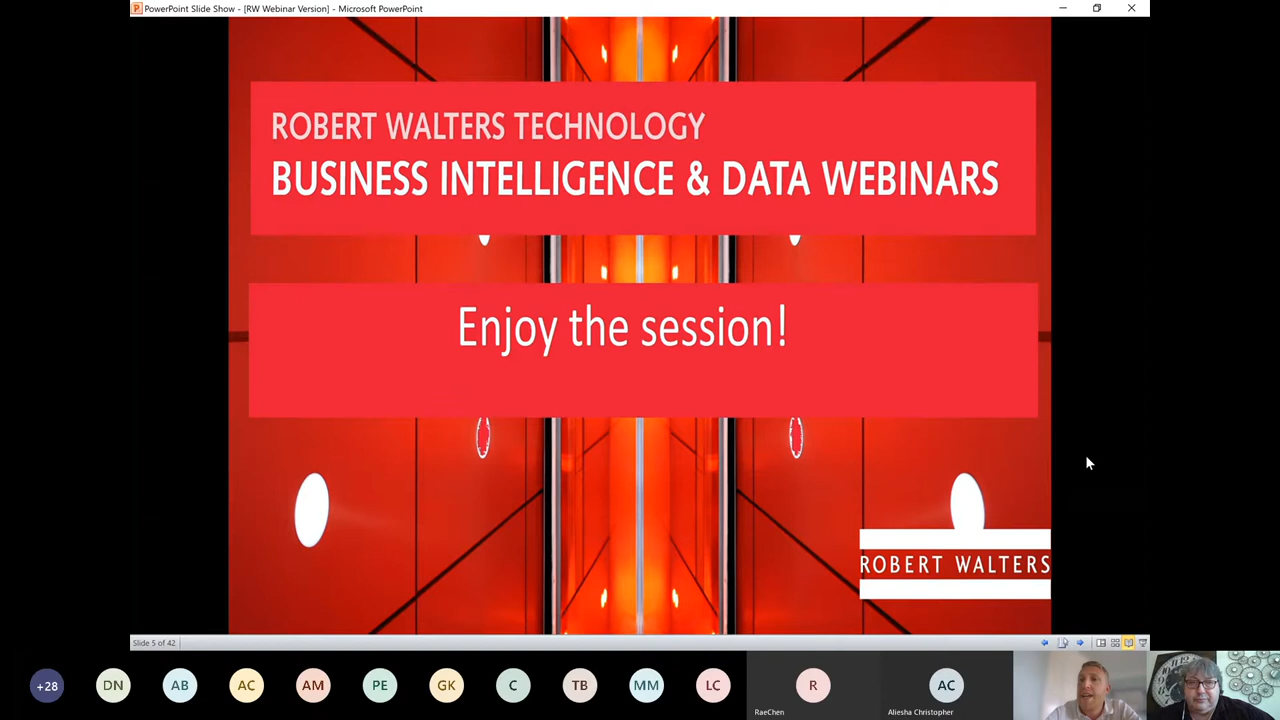 PowerPoint Slide Show - [RW Webinar Version] - Microsoft PowerPoint
ROBERT WALTERS TECHNOLOGY
BUSINESS INTELLIGENCE & DATA WEBINARS
Enjoy the session!
ROBERT WALTERS
Slide 5 of 42
+28
DN
AB
AC
AM
PE
GK
C
TB
MM
LC
R
RaeChen
AC
Aliesha Christopher